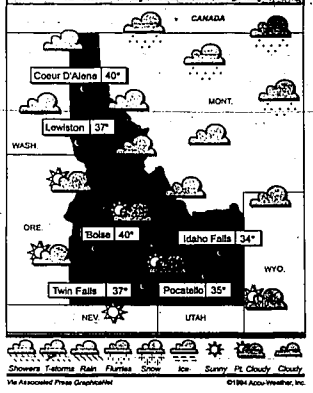 CANADA
Coeur D'Alene 40°
MONT.
Lewiston 37°
WASH.
ORE.
Boise 40°
Idaho Falls 34°
WYO.
Twin Falls 37°
Pocatello 35°
NEV.
UTAH
Showers T-storms Rain Flurries Snow Ice Sunny Pt. Cloudy Cloudy
Via Associated Press GraphicsNet ©1994 Accu-Weather, Inc.